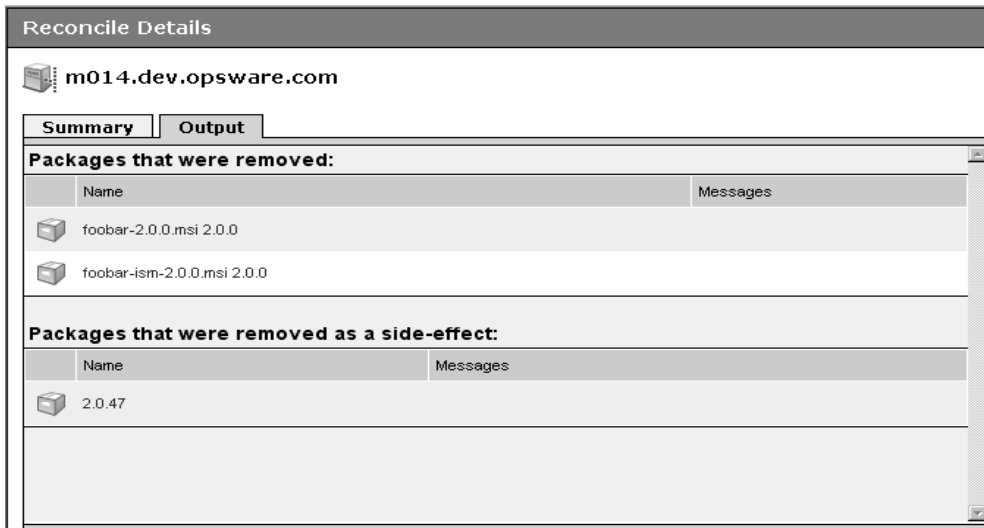 Reconcile Details
m014.dev.opsware.com
Summary Output
Packages that were removed:
Name Messages
foobar-2.0.0.msi 2.0.0
foobar-ism-2.0.0.msi 2.0.0
Packages that were removed as a side-effect:
Name Messages
2.0.47